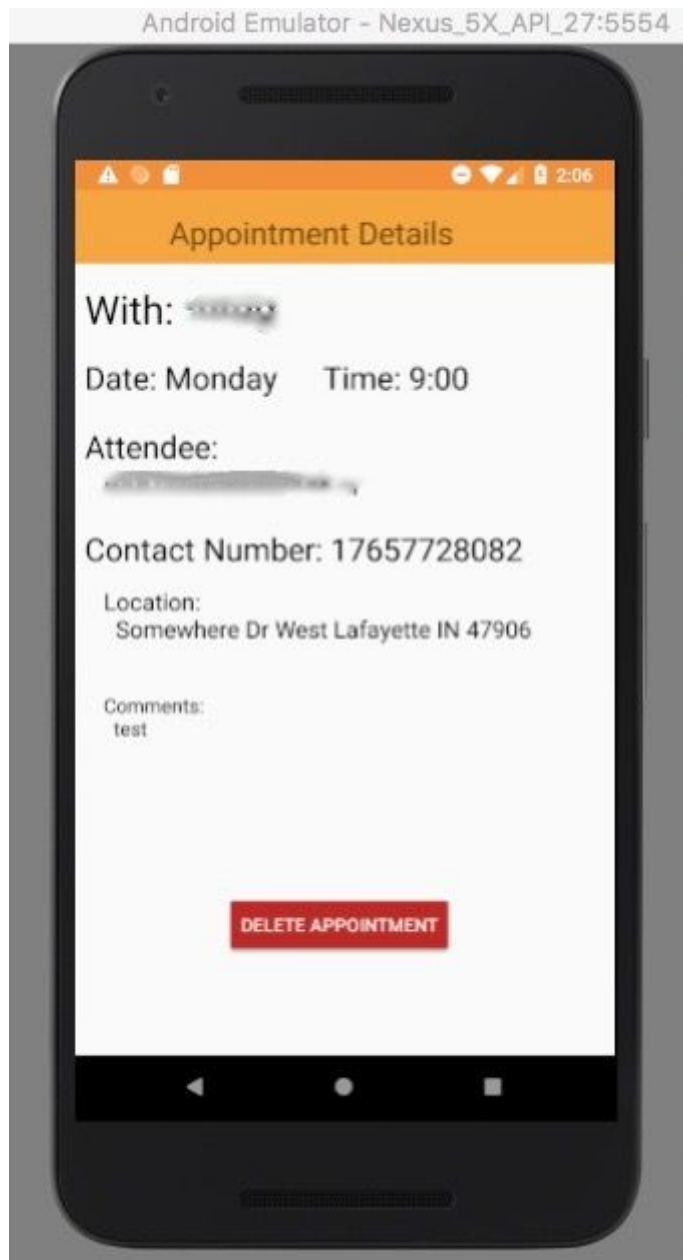 Android Emulator - Nexus_5X_API_27:5554
2:06
Appointment Details
With:
Date: Monday Time: 9:00
Attendee:
Contact Number: 17657728082
Location:
Somewhere Dr West Lafayette IN 47906
Comments:
test
DELETE APPOINTMENT